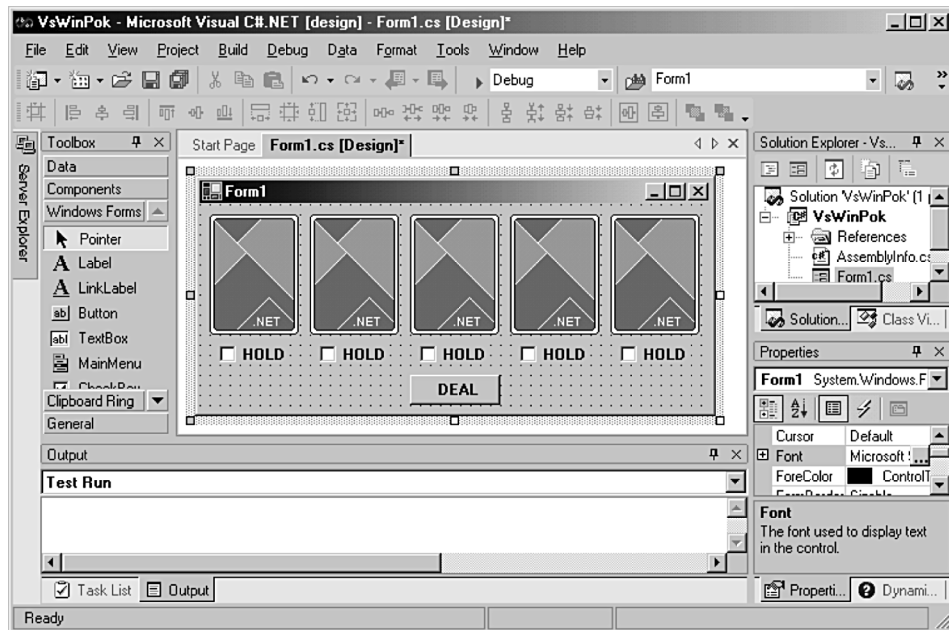 VsWinPok - Microsoft Visual C#.NET [design] - Form1.cs [Design]*
File Edit View Project Build Debug Data Format Tools Window Help
Debug Form1
Server Explorer
Toolbox
Data
Components
Windows Forms
Pointer
A Label
A LinkLabel
ab Button
abl TextBox
MainMenu
Clipboard Ring
General
Start Page Form1.cs [Design]*
Form1
.NET .NET .NET .NET .NET
HOLD HOLD HOLD HOLD HOLD
DEAL
Solution Explorer - Vs...
Solution 'VsWinPok' (1
VsWinPok
References
AssemblyInfo.cs
Form1.cs
Solution... Class Vi...
Properties
Form1 System.Windows.F
Cursor Default
Font Microsoft
ForeColor ControlT
Font
The font used to display text
in the control.
Properti... Dynami...
Output
Test Run
Task List Output
Ready